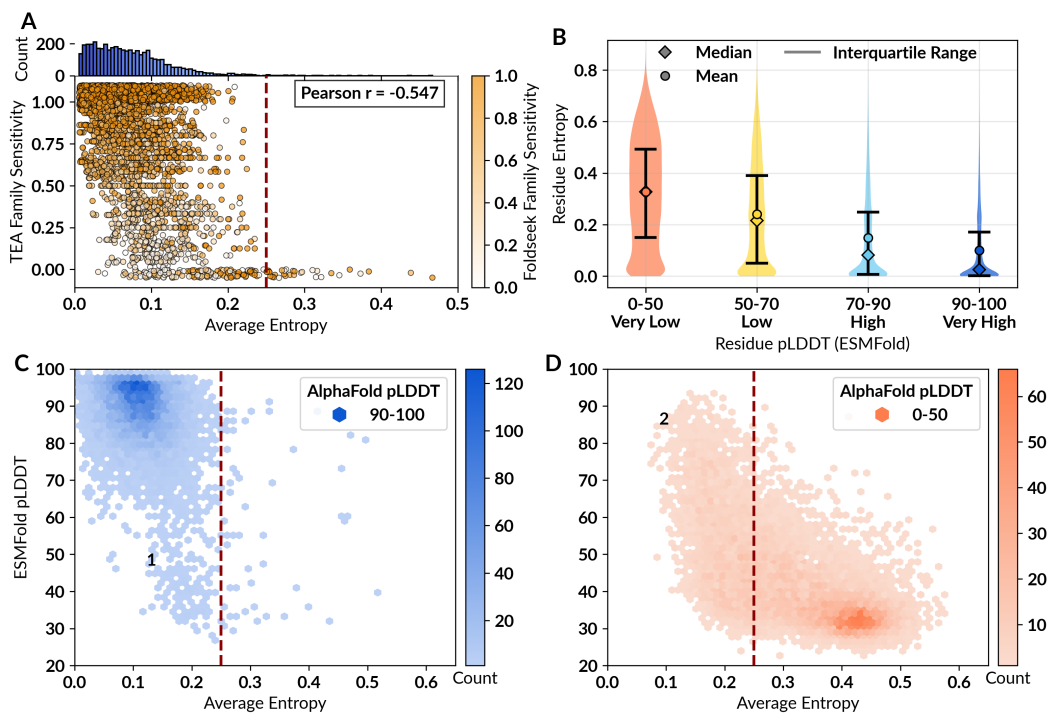 A
Count
200
0
TEA Family Sensitivity
1.00
0.75
0.50
0.25
0.00
Pearson r = -0.547
0.0 0.1 0.2 0.3 0.4 0.5
Average Entropy
1.0
0.8
0.6
0.4
0.2
0.0
Foldseek Family Sensitivity
B
Median
Mean
Interquartile Range
Residue Entropy
0.8
0.6
0.4
0.2
0.0
0-50 50-70 70-90 90-100
Very Low Low High Very High
Residue pLDDT (ESMFold)
C
ESMFold pLDDT
100
90
80
70
60
50
40
30
20
AlphaFold pLDDT
90-100
1
0.0 0.1 0.2 0.3 0.4 0.5 0.6
Average Entropy
120
100
80
60
40
20
Count
D
100
90
80
70
60
50
40
30
20
AlphaFold pLDDT
0-50
2
0.0 0.1 0.2 0.3 0.4 0.5 0.6
Average Entropy
60
50
40
30
20
10
Count